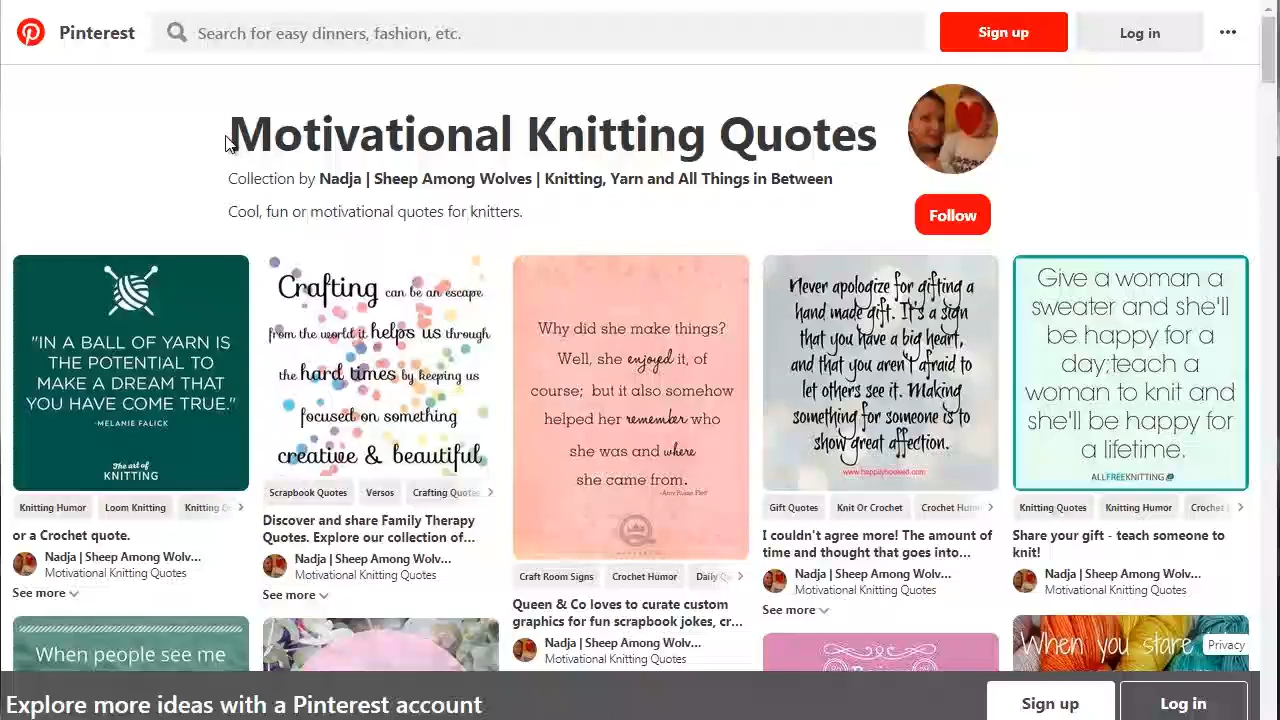 Pinterest
Search for easy dinners, fashion, etc.
Sign up
Log in
Motivational Knitting Quotes
Collection by Nadja | Sheep Among Wolves | Knitting, Yarn and All Things in Between
Cool, fun or motivational quotes for knitters.
Follow
"IN A BALL OF YARN IS
THE POTENTIAL TO
MAKE A DREAM THAT
YOU HAVE COME TRUE."
-MELANIE FALICK
The art of
KNITTING
Knitting Humor
Loom Knitting
Knitting
or a Crochet quote.
Nadja | Sheep Among Wolv...
Motivational Knitting Quotes
See more
Crafting can be an escape
from the world it helps us through
the hard times by keeping us
focused on something
creative & beautiful
Scrapbook Quotes
Versos
Crafting Quotes
Discover and share Family Therapy
Quotes. Explore our collection of...
Nadja | Sheep Among Wolv...
Motivational Knitting Quotes
See more
Why did she make things?
Well, she enjoyed it, of
course; but it also somehow
helped her remember who
she was and where
she came from.
Craft Room Signs
Crochet Humor
Daily
Queen & Co loves to curate custom
graphics for fun scrapbook jokes, cr...
Nadja | Sheep Among Wolv...
Motivational Knitting Quotes
Never apologize for gifting a
hand made gift. It's a sign
that you have a big heart,
and that you aren't afraid to
let others see it. Making
something for someone is to
show great affection.
www.happilyhooked.com
Gift Quotes
Knit Or Crochet
Crochet Humor
I couldn't agree more! The amount of
time and thought that goes into...
Nadja | Sheep Among Wolv...
Motivational Knitting Quotes
See more
Give a woman a
sweater and she'll
be happy for a
day;teach a
woman to knit and
she'll be happy for
a lifetime.
ALLFREEKNITTING
Knitting Quotes
Knitting Humor
Crochet
Share your gift - teach someone to
knit!
Nadja | Sheep Among Wolv...
Motivational Knitting Quotes
When people see me
When you stare
Privacy
Explore more ideas with a Pinterest account
Sign up
Log in